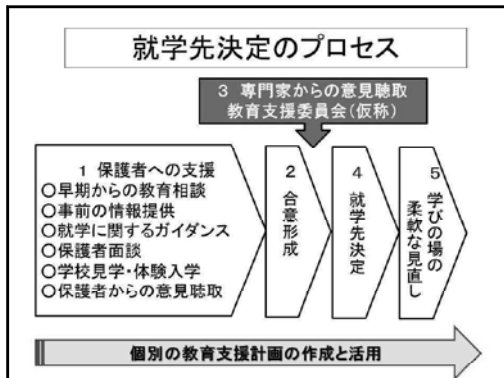 就学先決定のプロセス
3 専門家からの意見聴取
教育支援委員会(仮称)
1 保護者への支援
○早期からの教育相談
○事前の情報提供
○就学に関するガイダンス
○保護者面談
○学校見学・体験入学
○保護者からの意見聴取
2
合意形成
4
就学先決定
5
学びの場の
柔軟な見直し
個別の教育支援計画の作成と活用